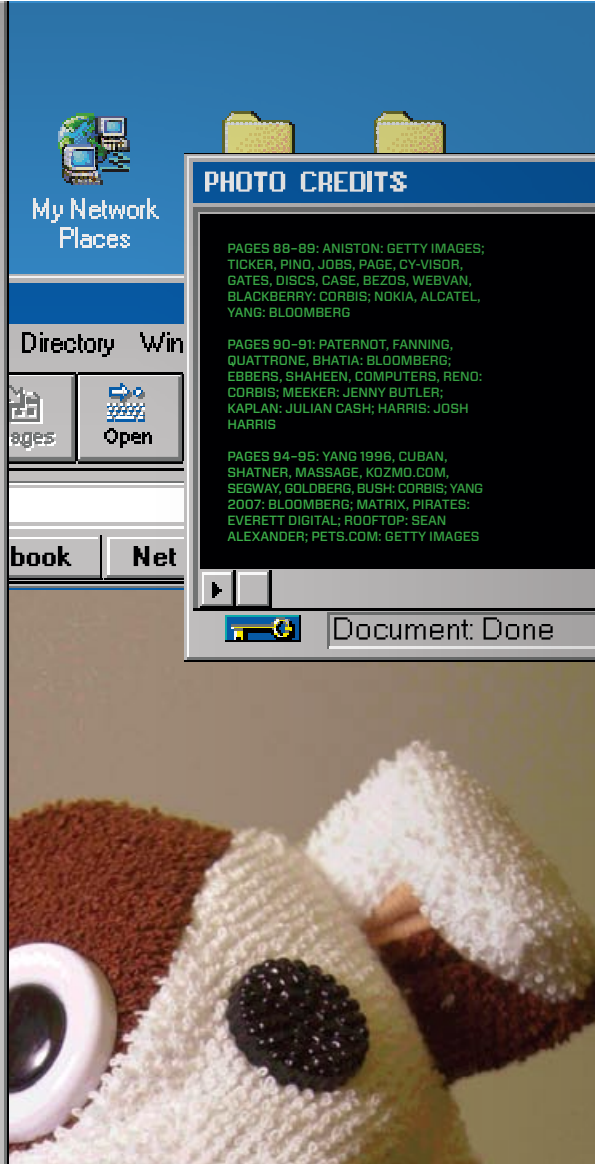 My Network
Places
PHOTO CREDITS
PAGES 88–89: ANISTON: GETTY IMAGES;
TICKER, PINO, JOBS, PAGE, CY-VISOR,
GATES, DISCS, CASE, BEZOS, WEBVAN,
BLACKBERRY: CORBIS; NOKIA, ALCATEL,
YANG: BLOOMBERG
PAGES 90–91: PATERNOT, FANNING,
QUATTRONE, BHATIA: BLOOMBERG;
EBBERS, SHAHEEN, COMPUTERS, RENO:
CORBIS; MEEKER: JENNY BUTLER;
KAPLAN: JULIAN CASH; HARRIS: JOSH
HARRIS
PAGES 94–95: YANG 1996, CUBAN,
SHATNER, MASSAGE, KOZMO.COM,
SEGWAY, GOLDBERG, BUSH: CORBIS; YANG
2007: BLOOMBERG; MATRIX, PIRATES:
EVERETT DIGITAL; ROOFTOP: SEAN
ALEXANDER; PETS.COM: GETTY IMAGES
Directory Win
ages Open
book Net
Document: Done